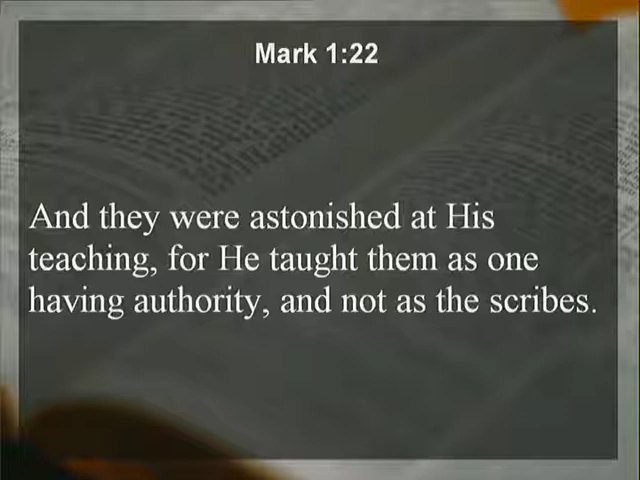 Mark 1:22
And they were astonished at His
teaching, for He taught them as one
having authority, and not as the scribes.